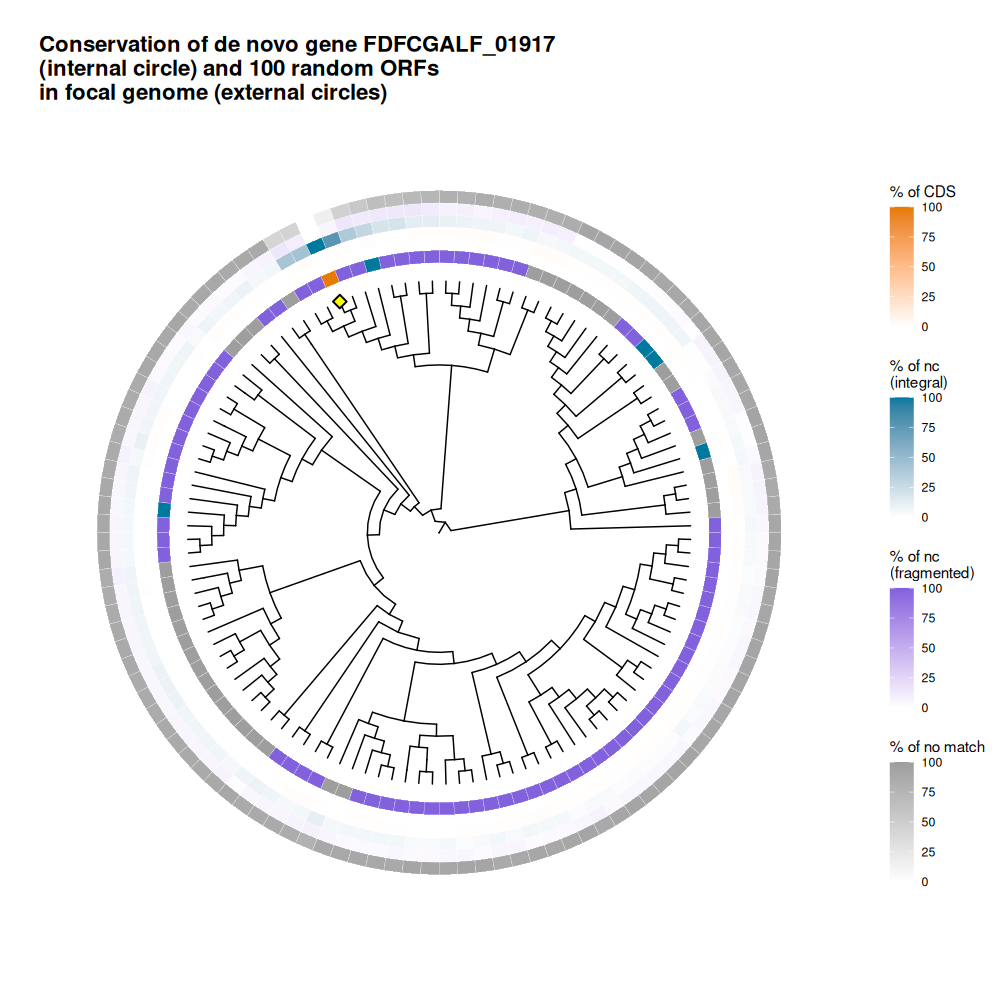 Conservation of de novo gene FDFCGALF_01917
(internal circle) and 100 random ORFs
in focal genome (external circles)
% of CDS
100
75
50
25
0
% of nc
(integral)
100
75
50
25
0
% of nc
(fragmented)
100
75
50
25
0
% of no match
100
75
50
25
0